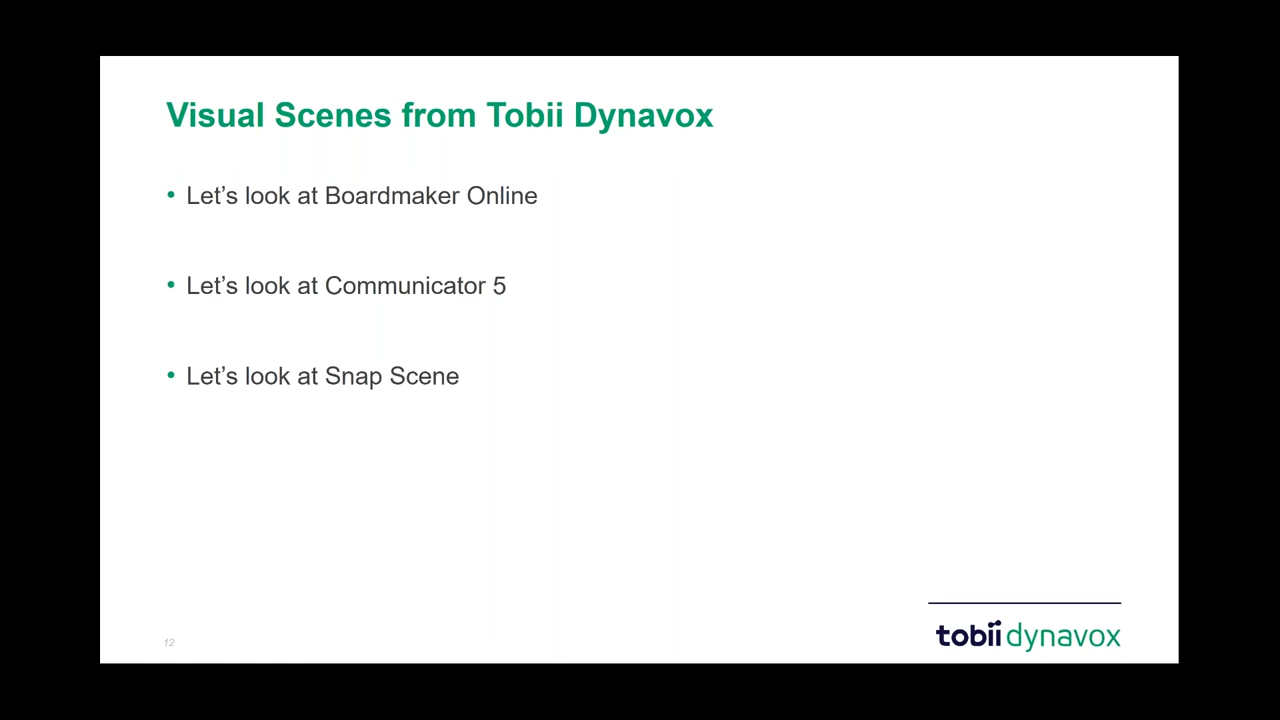 Visual Scenes from Tobii Dynavox
• Let’s look at Boardmaker Online
• Let’s look at Communicator 5
• Let’s look at Snap Scene
12
tobii dynavox